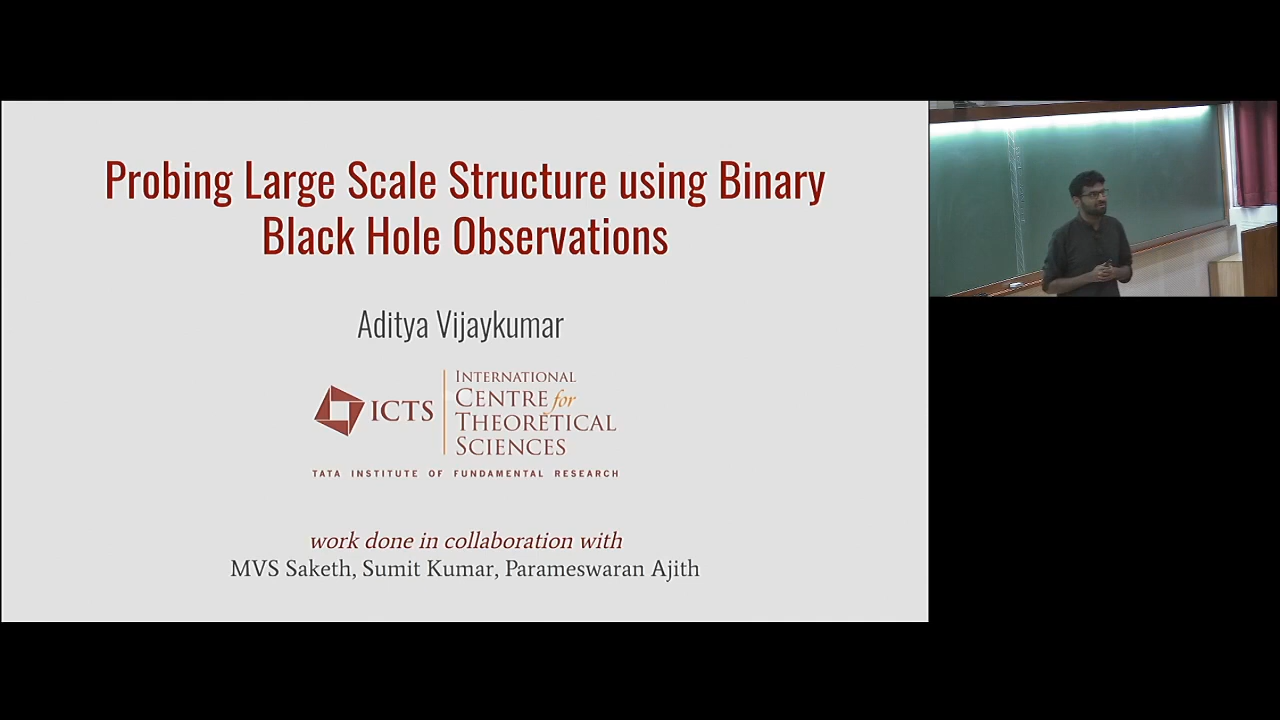 Probing Large Scale Structure using Binary
Black Hole Observations
Aditya Vijaykumar
ICTS
INTERNATIONAL
CENTRE for
THEORETICAL
SCIENCES
TATA INSTITUTE OF FUNDAMENTAL RESEARCH
work done in collaboration with
MVS Saketh, Sumit Kumar, Parameswaran Ajith